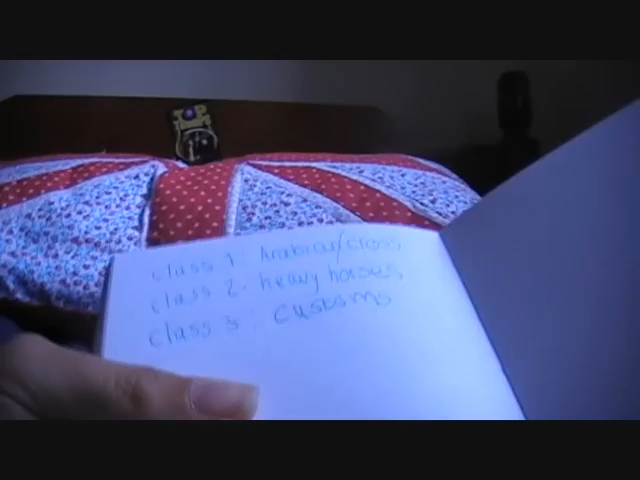 class 1: Arabian/cross
class 2. heavy horses
class 3: customs